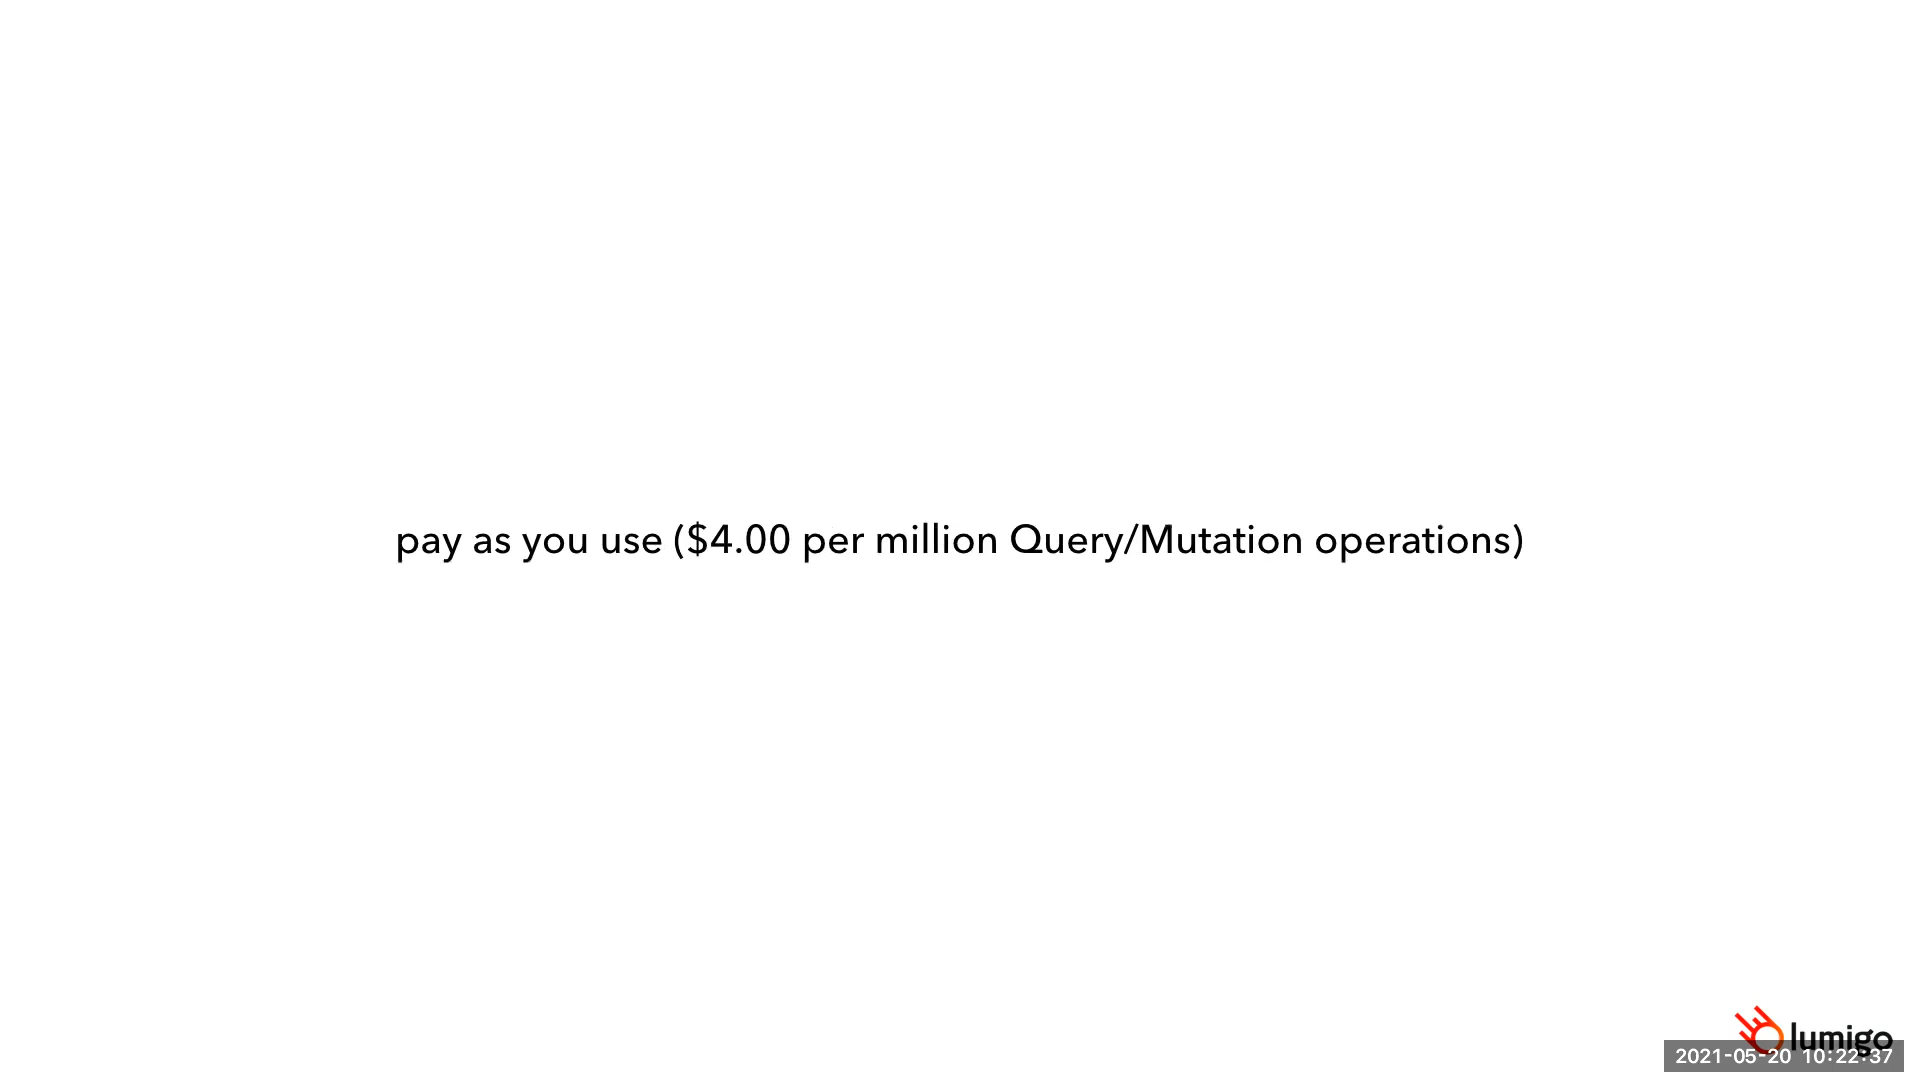 pay as you use ($4.00 per million Query/Mutation operations)
lumigo
2021-05-20 10:22:37